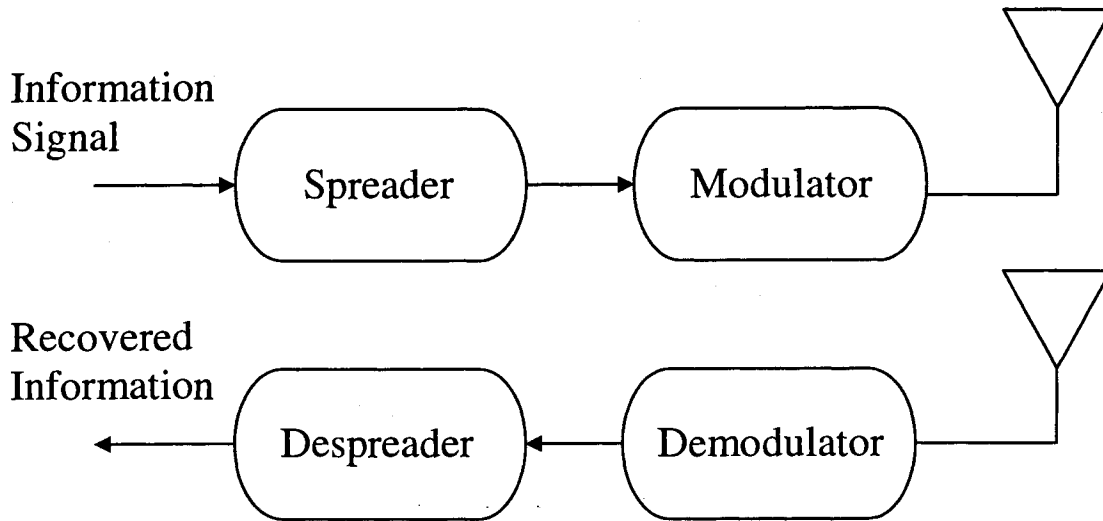 Information
Signal
Spreader
Modulator
Recovered
Information
Despreader
Demodulator